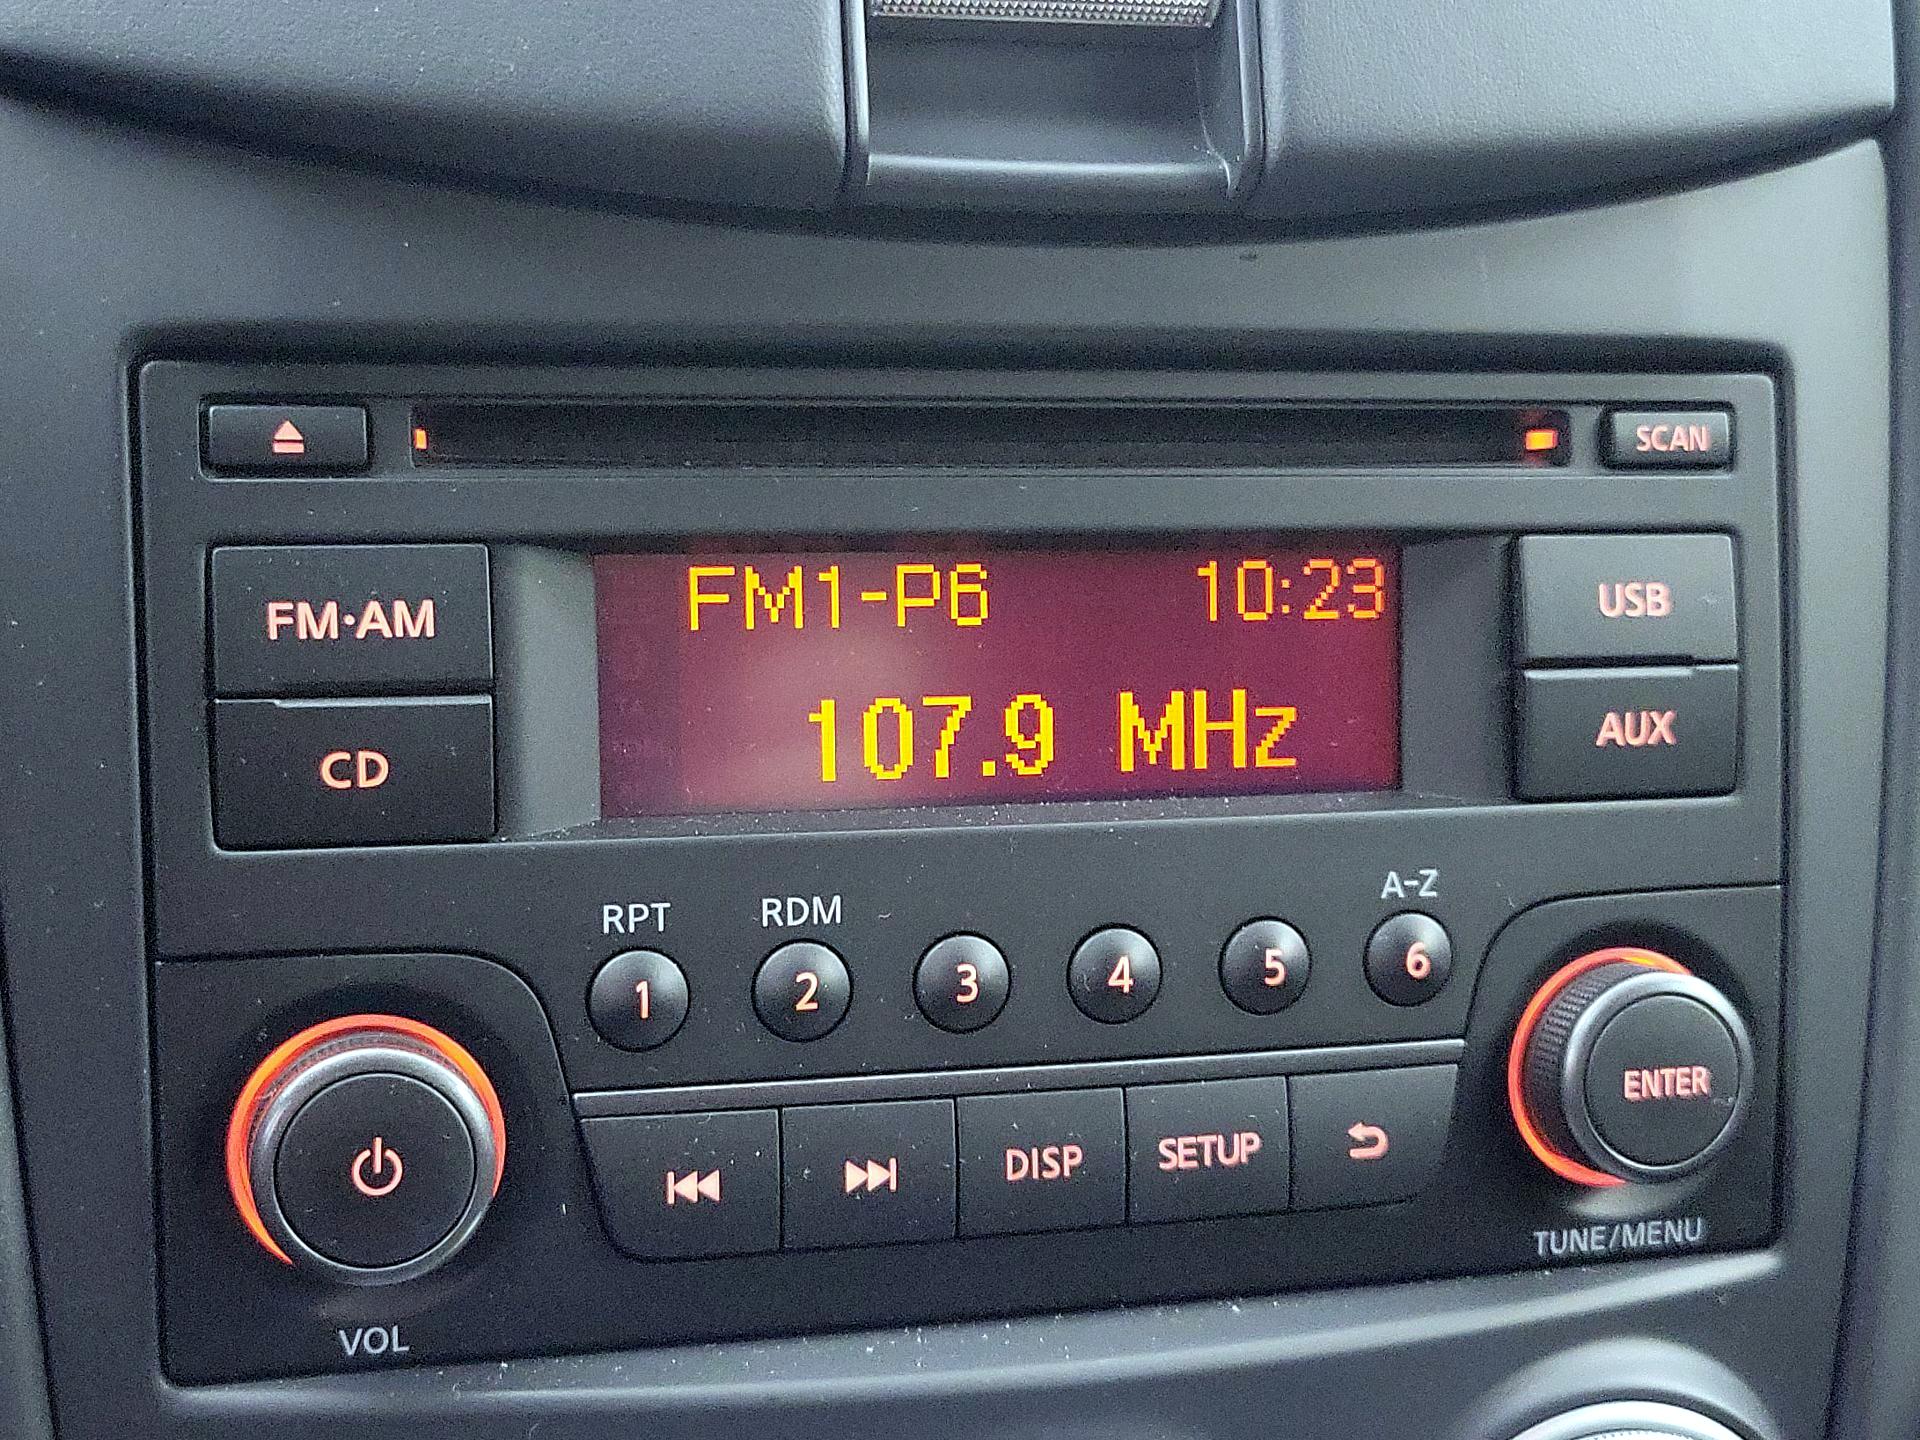 SCAN
FM·AM
FM1-P6 10:23
USB
107.9 MHz
CD
AUX
RPT RDM A-Z
1 2 3 4 5 6
ENTER
DISP SETUP
TUNE/MENU
VOL